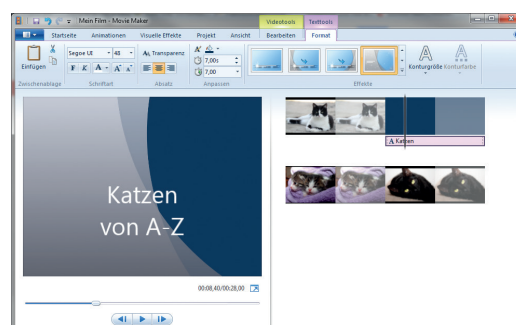 Mein Film - Movie Maker
Videotools
Texttools
Startseite
Animationen
Visuelle Effekte
Projekt
Ansicht
Bearbeiten
Format
Einfügen
Segoe UI
48
F K A A A
Transparenz
7,00s
7,00
Konturgröße
Konturfarbe
Zwischenablage
Schriftart
Absatz
Anpassen
Effekte
Katzen
von A-Z
A Katzen
00:08,40/00:28,00